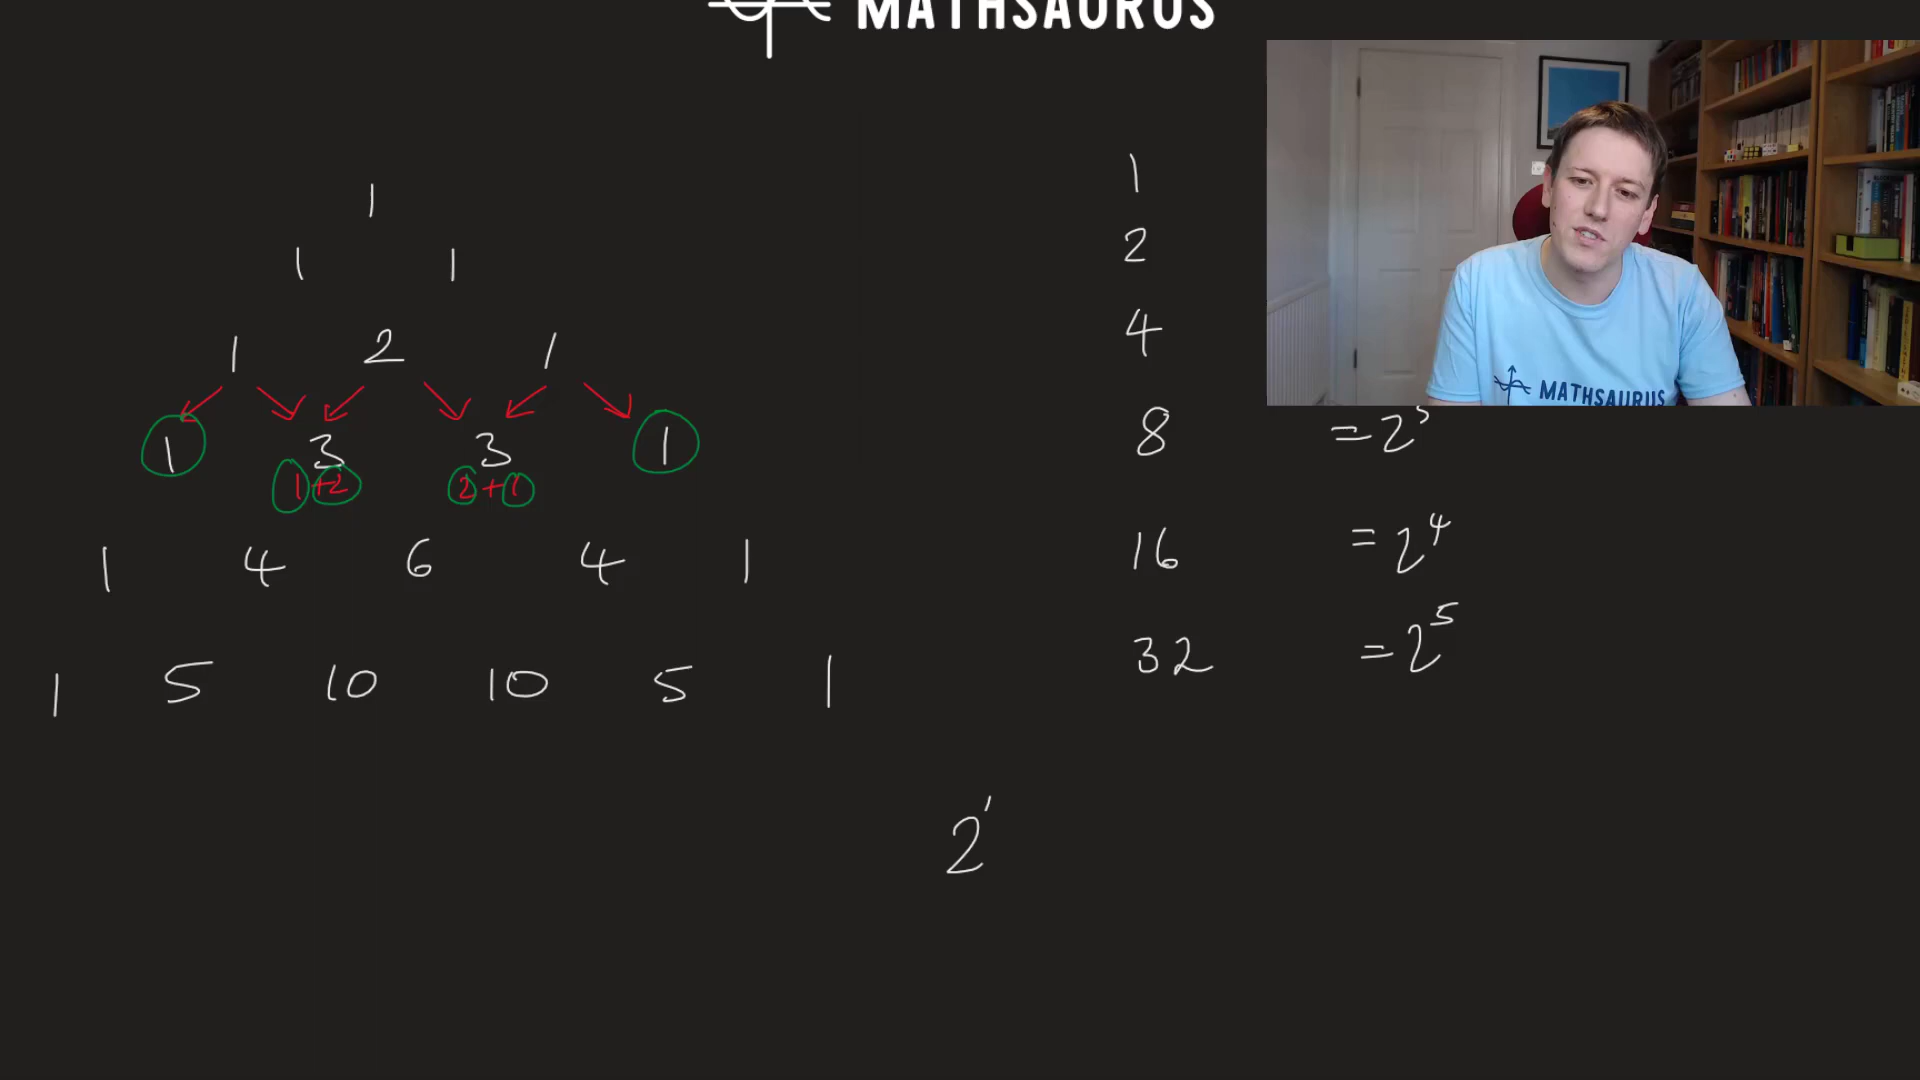 MATHSAURUS
1
1 1
1 2 1
1 3 3 1
1+2 2+1
1 4 6 4 1
1 5 10 10 5 1
1
2
4
8 =2³
16 =2⁴
32 =2⁵
2¹
MATHSAURUS